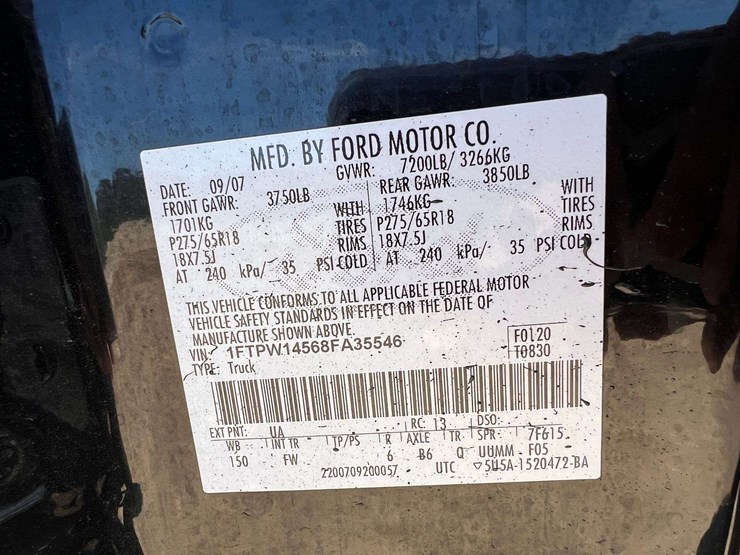 MFD. BY FORD MOTOR CO.
DATE: 09/07 GVWR: 7200LB/ 3266KG
FRONT GAWR: 3750LB REAR GAWR: 3850LB
1701KG WITH 1746KG WITH
P275/65R18 TIRES P275/65R18 TIRES
18X7.5J RIMS 18X7.5J RIMS
AT 240 kPa/ 35 PSI COLD AT 240 kPa/ 35 PSI COLD
THIS VEHICLE CONFORMS TO ALL APPLICABLE FEDERAL MOTOR
VEHICLE SAFETY STANDARDS IN EFFECT ON THE DATE OF
MANUFACTURE SHOWN ABOVE.
VIN: 1FTPW14568FA35546 F0120
TYPE: Truck T0830
EXT PNT: UA RC: 13 DSO:
WB INT TR TP/PS R AXLE TR SPR 7F615
150 FW 6 B6 Q UUMM F05
2200709200057 UTC ▽5U5A-1520472-BA